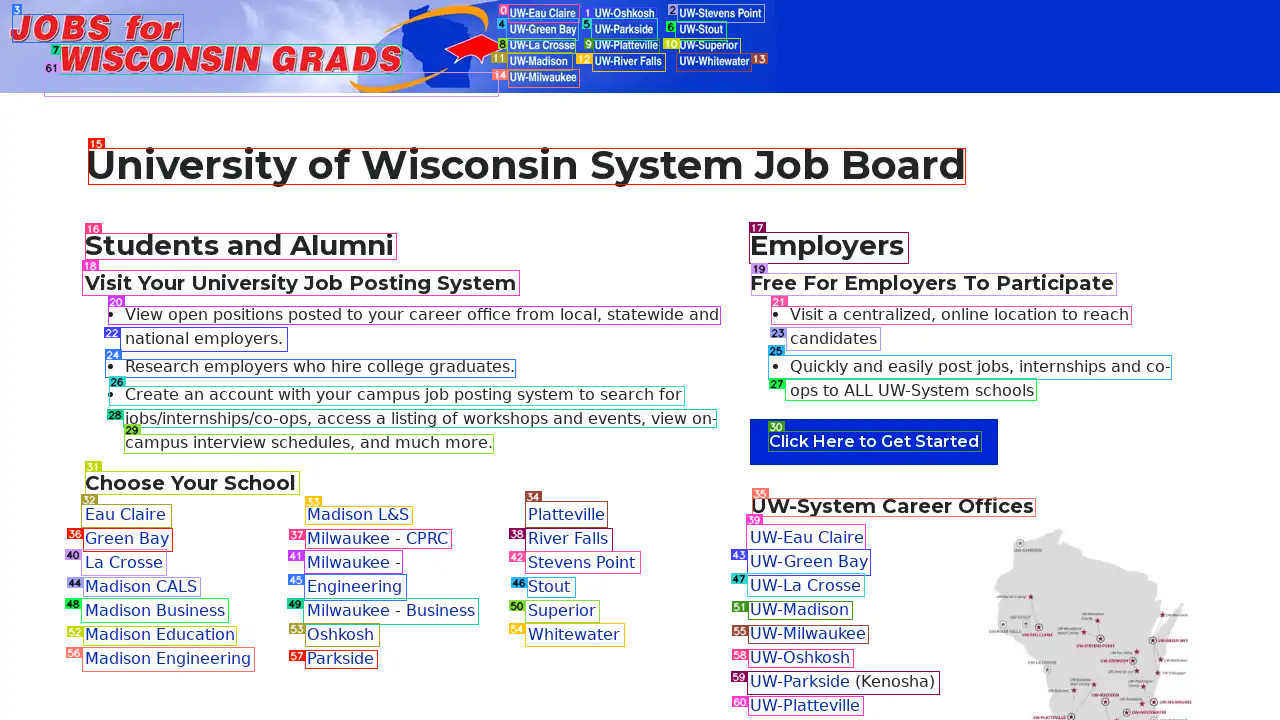 JOBS for
WISCONSIN GRADS
UW-Eau Claire
UW-Oshkosh
UW-Stevens Point
UW-Green Bay
UW-Parkside
UW-Stout
UW-La Crosse
UW-Platteville
UW-Superior
UW-Madison
UW-River Falls
UW-Whitewater
UW-Milwaukee
University of Wisconsin System Job Board
Students and Alumni
Visit Your University Job Posting System
• View open positions posted to your career office from local, statewide and
national employers.
• Research employers who hire college graduates.
• Create an account with your campus job posting system to search for
jobs/internships/co-ops, access a listing of workshops and events, view on-
campus interview schedules, and much more.
Choose Your School
Eau Claire
Green Bay
La Crosse
Madison CALS
Madison Business
Madison Education
Madison Engineering
Madison L&S
Milwaukee - CPRC
Milwaukee -
Engineering
Milwaukee - Business
Oshkosh
Parkside
Platteville
River Falls
Stevens Point
Stout
Superior
Whitewater
Employers
Free For Employers To Participate
• Visit a centralized, online location to reach
candidates
• Quickly and easily post jobs, internships and co-
ops to ALL UW-System schools
Click Here to Get Started
UW-System Career Offices
UW-Eau Claire
UW-Green Bay
UW-La Crosse
UW-Madison
UW-Milwaukee
UW-Oshkosh
UW-Parkside (Kenosha)
UW-Platteville